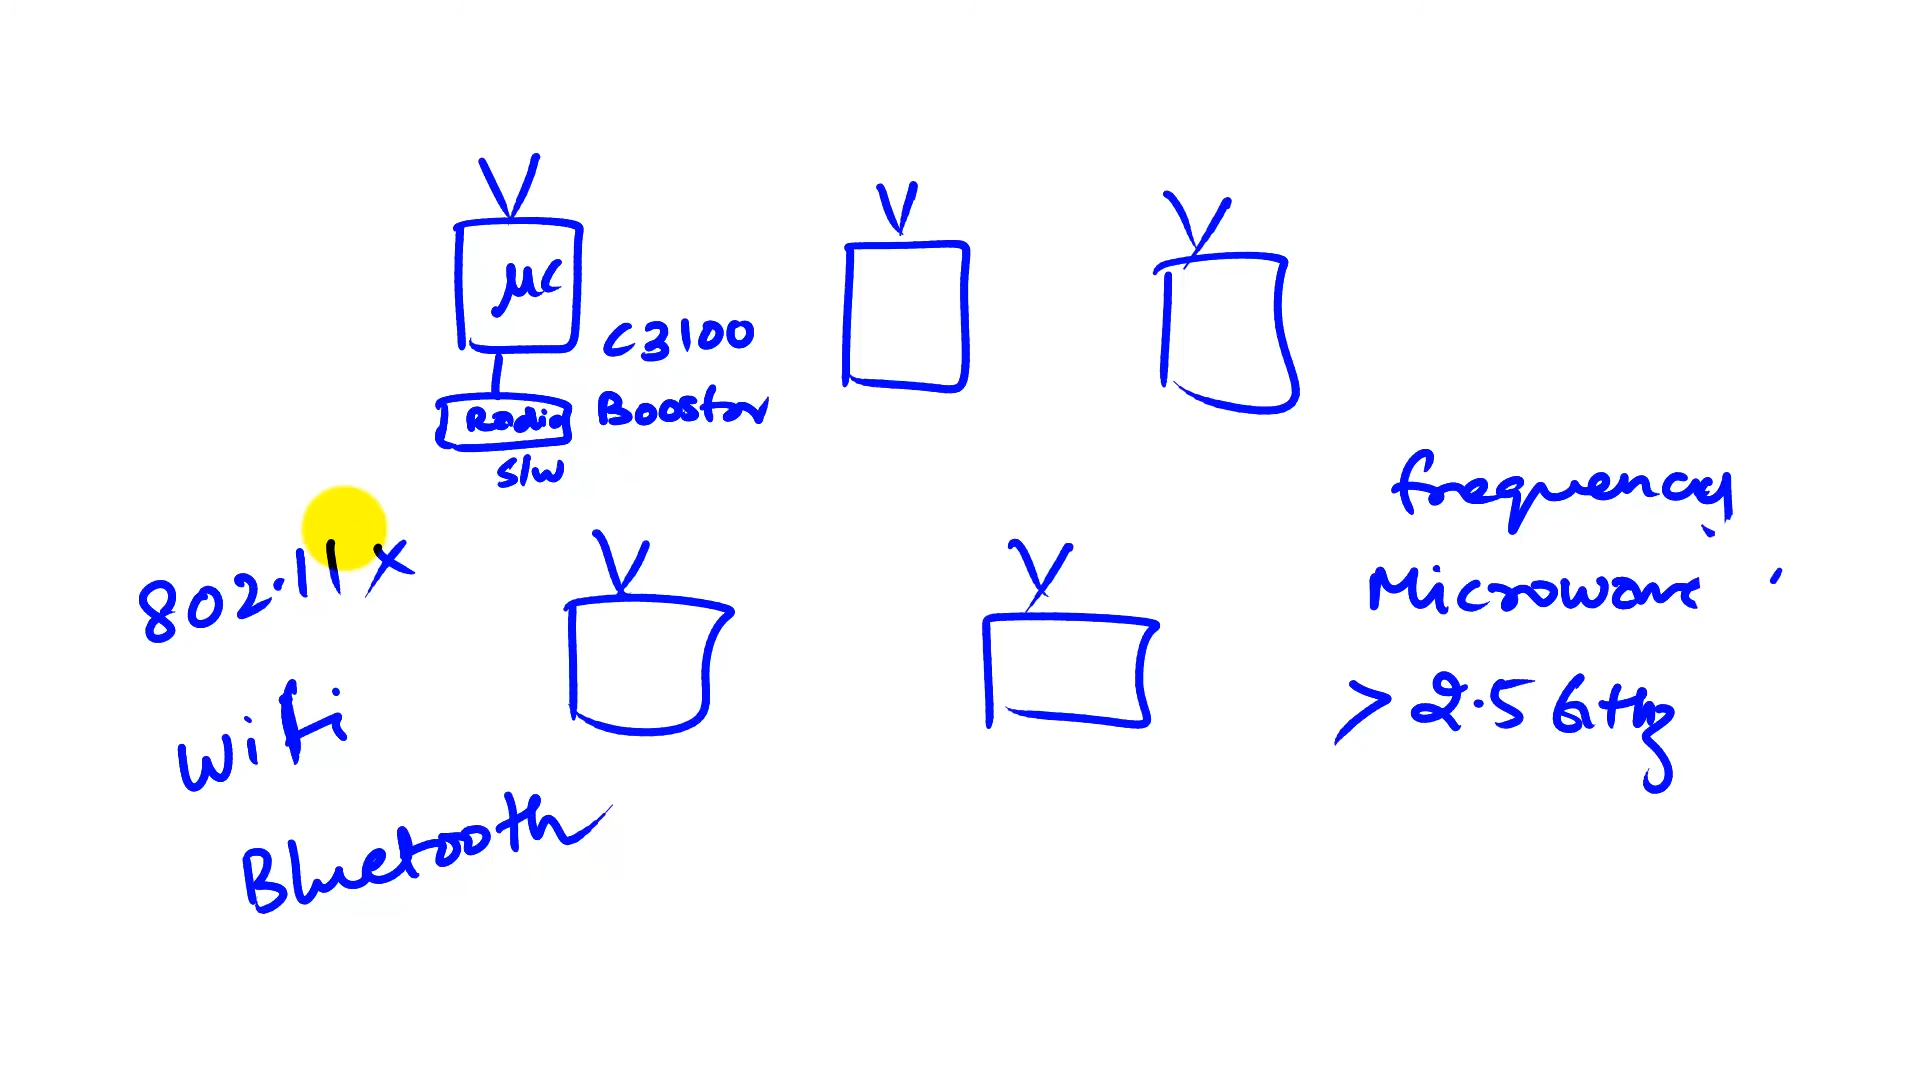 μC
C3100
Booster
Radio
S/W
frequency
802.11x
Microwave
> 2.5 GHz
Wifi
Bluetooth